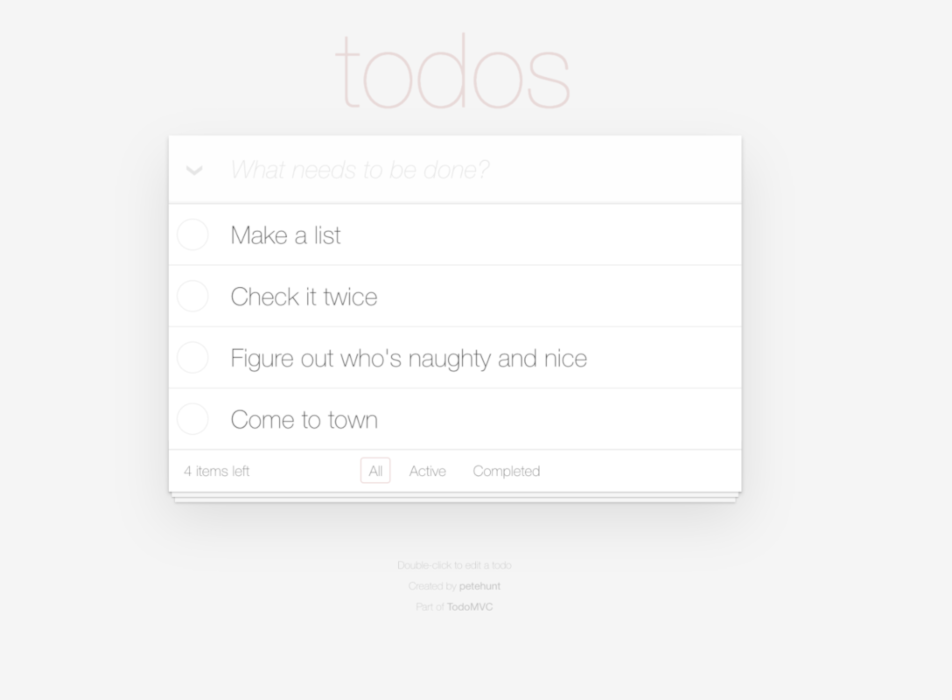 todos
What needs to be done?
Make a list
Check it twice
Figure out who's naughty and nice
Come to town
4 items left All Active Completed
Double-click to edit a todo
Created by petehunt
Part of TodoMVC